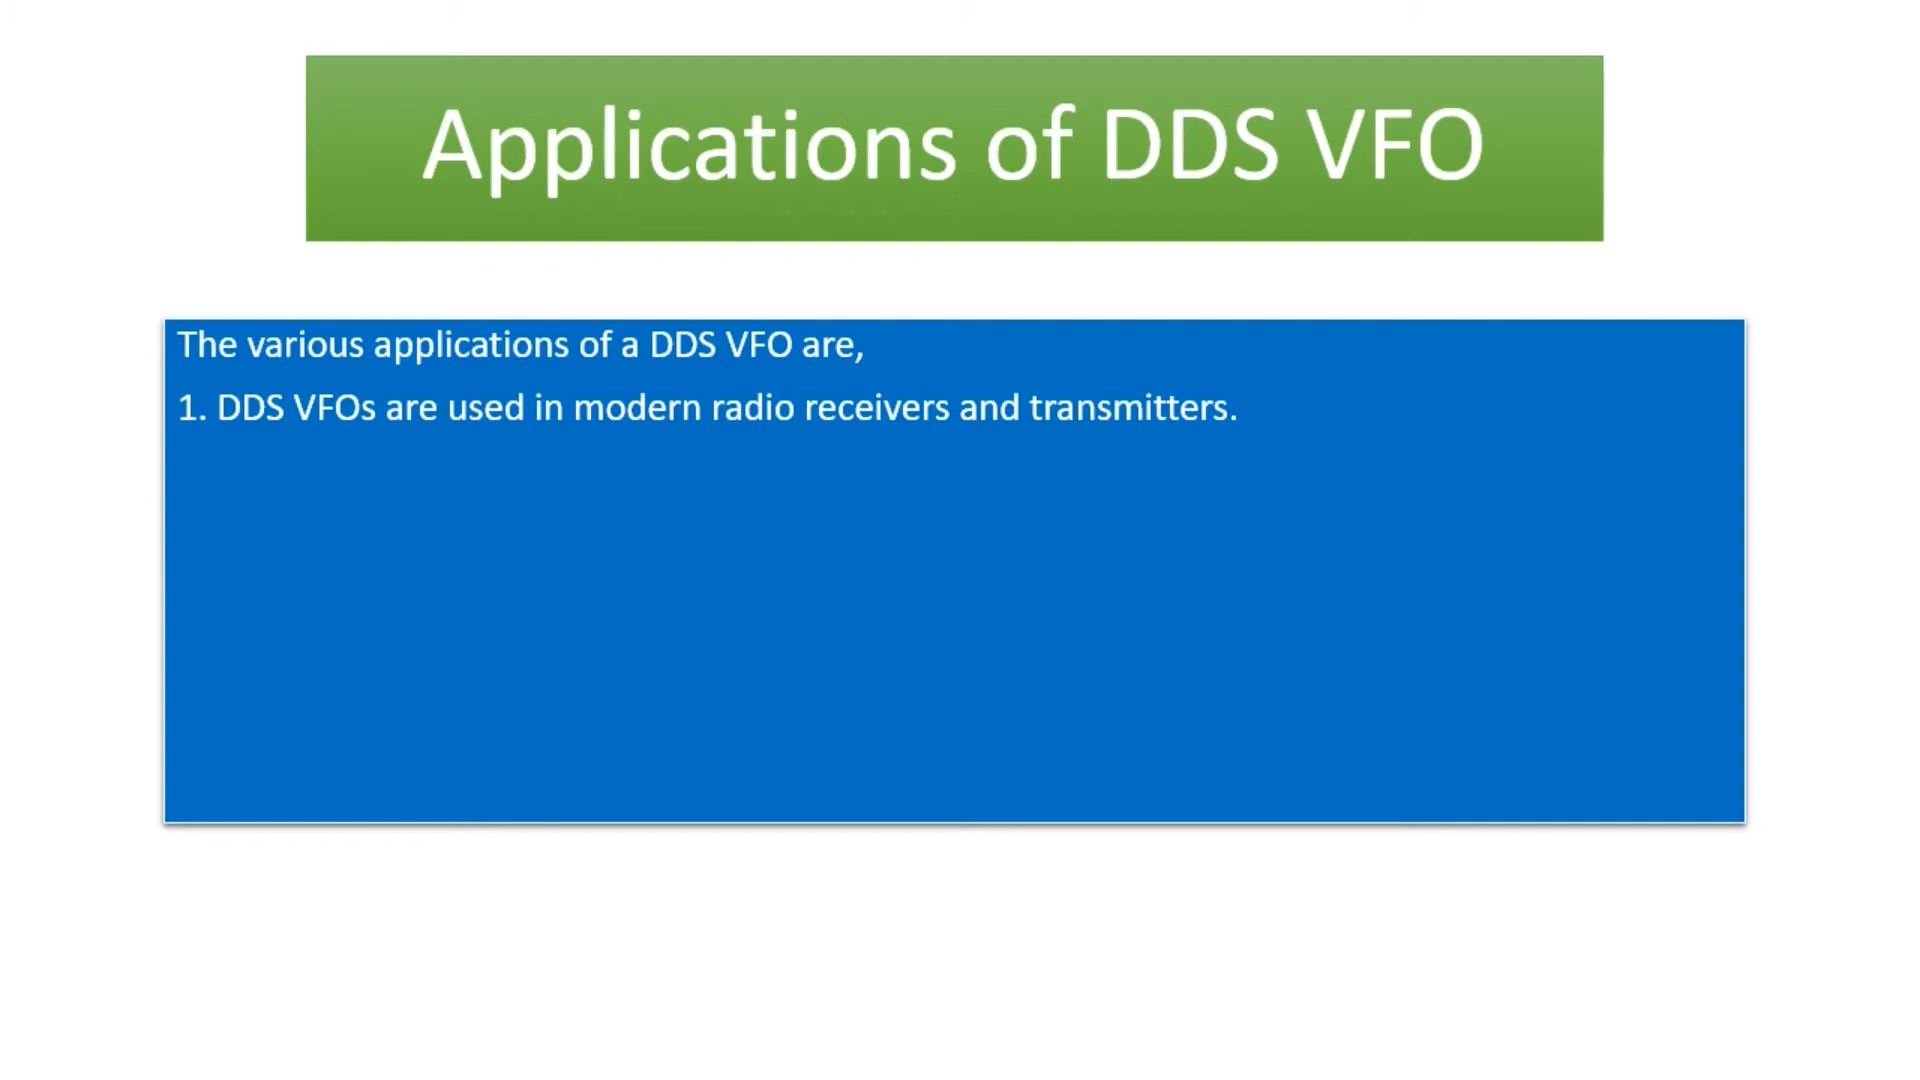 Applications of DDS VFO
The various applications of a DDS VFO are,
1. DDS VFOs are used in modern radio receivers and transmitters.